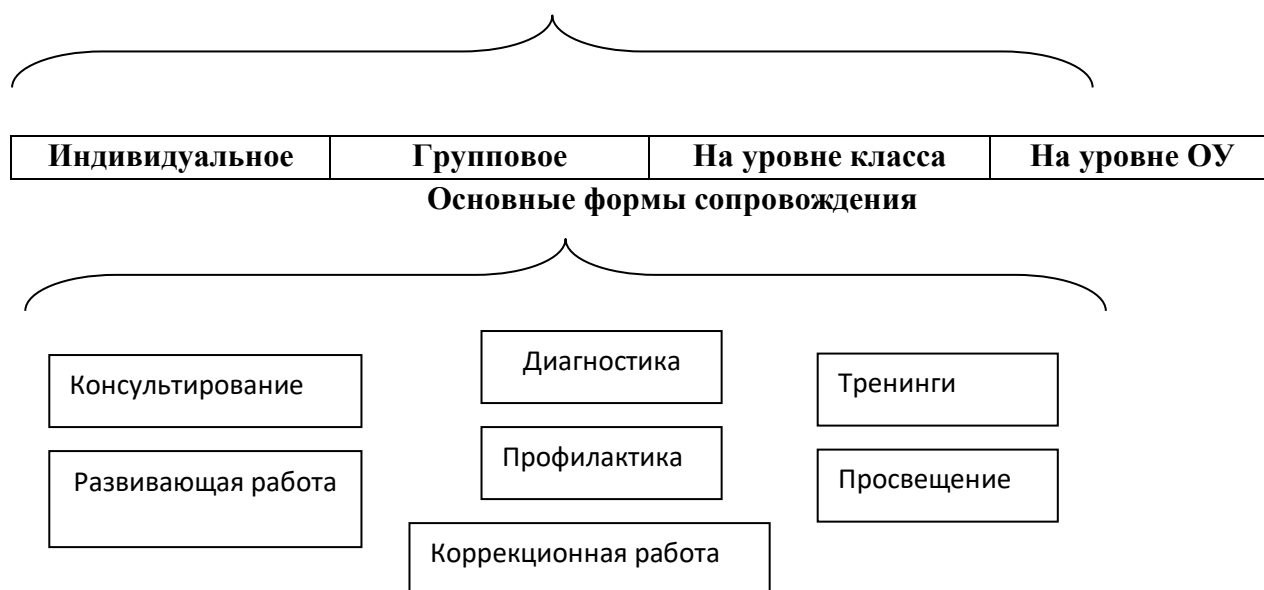 Индивидуальное Групповое На уровне класса На уровне ОУ
Основные формы сопровождения
Консультирование
Диагностика
Тренинги
Развивающая работа
Профилактика
Просвещение
Коррекционная работа